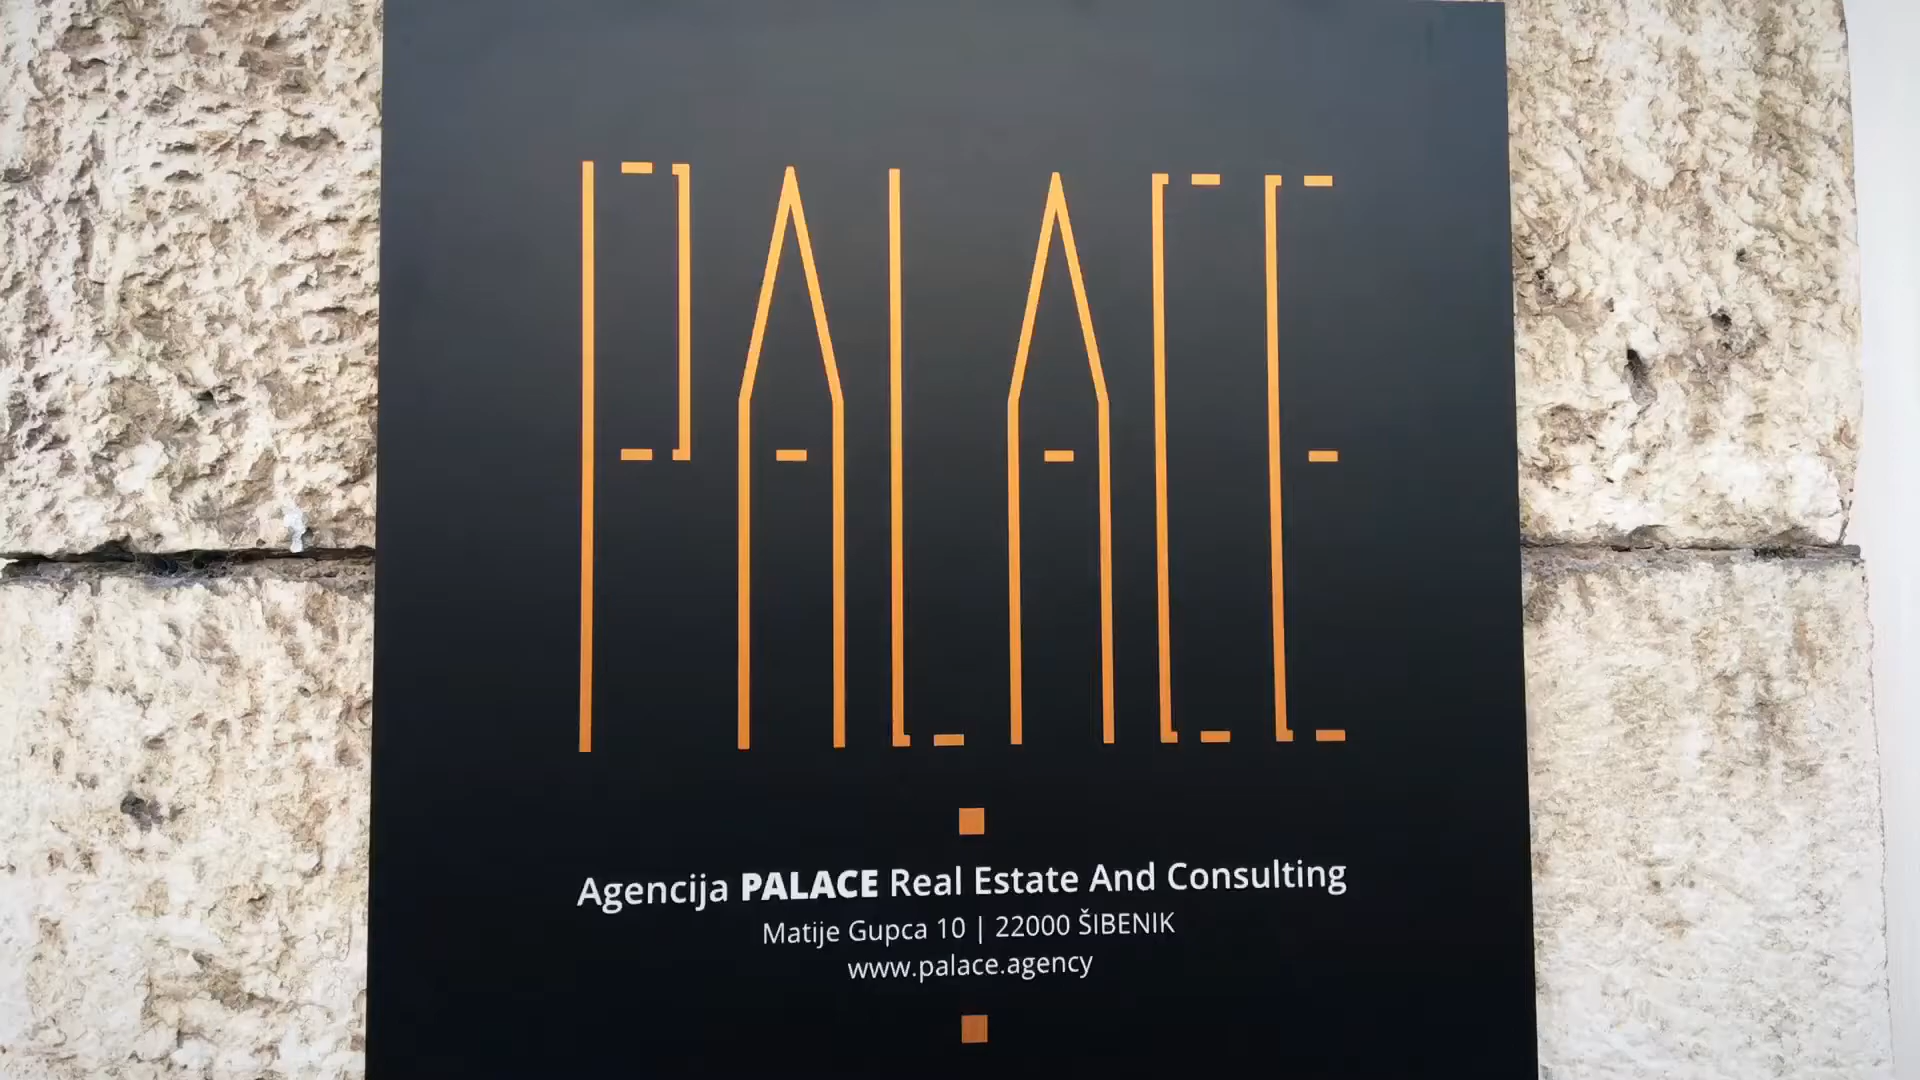 PALACE
Agencija PALACE Real Estate And Consulting
Matije Gupca 10 | 22000 ŠIBENIK
www.palace.agency